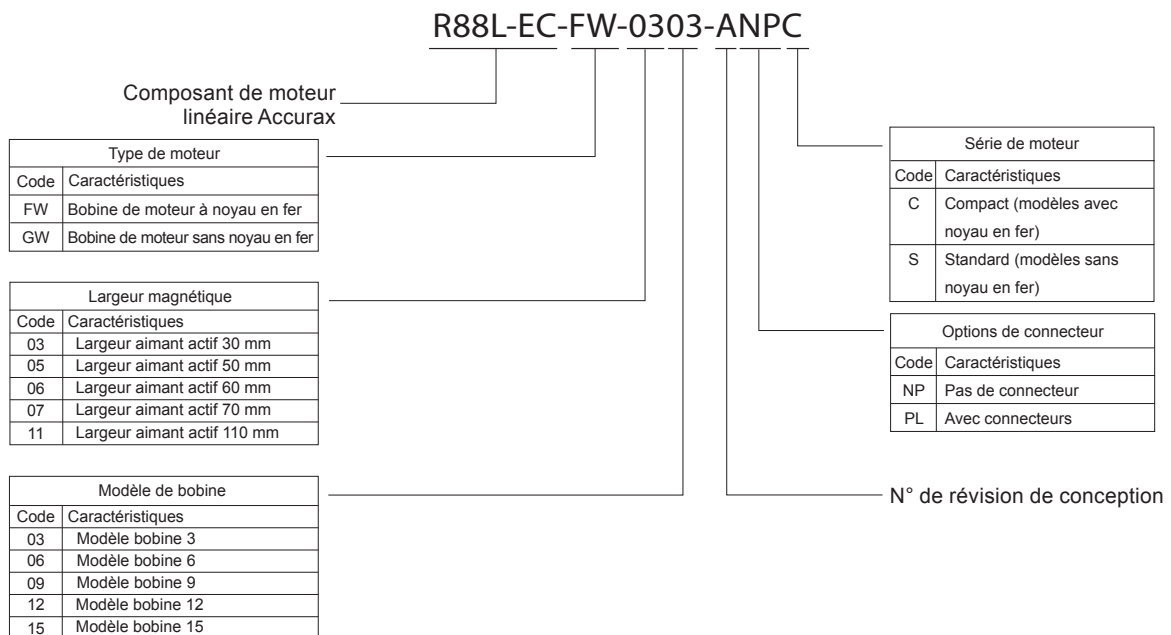 R88L-EC-FW-0303-ANPC
Composant de moteur
linéaire Accurax
Type de moteur
Code Caractéristiques
FW Bobine de moteur à noyau en fer
GW Bobine de moteur sans noyau en fer
Largeur magnétique
Code Caractéristiques
03 Largeur aimant actif 30 mm
05 Largeur aimant actif 50 mm
06 Largeur aimant actif 60 mm
07 Largeur aimant actif 70 mm
11 Largeur aimant actif 110 mm
Modèle de bobine
Code Caractéristiques
03 Modèle bobine 3
06 Modèle bobine 6
09 Modèle bobine 9
12 Modèle bobine 12
15 Modèle bobine 15
Série de moteur
Code Caractéristiques
C Compact (modèles avec
noyau en fer)
S Standard (modèles sans
noyau en fer)
Options de connecteur
Code Caractéristiques
NP Pas de connecteur
PL Avec connecteurs
N° de révision de conception